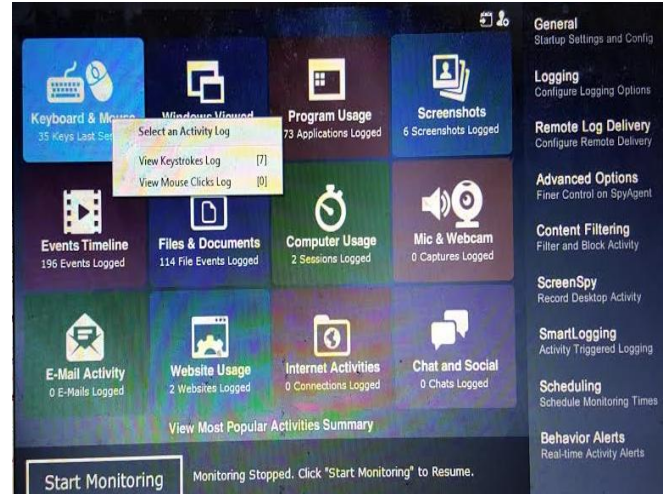 Keyboard & Mouse
35 Keys Last
Windows Viewed
Program Usage
73 Applications Logged
Screenshots
6 Screenshots Logged
Select an Activity Log
View Keystrokes Log [7]
View Mouse Clicks Log [0]
Events Timeline
196 Events Logged
Files & Documents
114 File Events Logged
Computer Usage
2 Sessions Logged
Mic & Webcam
0 Captures Logged
E-Mail Activity
0 E-Mails Logged
Website Usage
2 Websites Logged
Internet Activities
0 Connections Logged
Chat and Social
0 Chats Logged
View Most Popular Activities Summary
Start Monitoring
Monitoring Stopped. Click "Start Monitoring" to Resume.
General
Startup Settings and Config
Logging
Configure Logging Options
Remote Log Delivery
Configure Remote Delivery
Advanced Options
Finer Control on SpyAgent
Content Filtering
Filter and Block Activity
ScreenSpy
Record Desktop Activity
SmartLogging
Activity Triggered Logging
Scheduling
Schedule Monitoring Times
Behavior Alerts
Real-time Activity Alerts